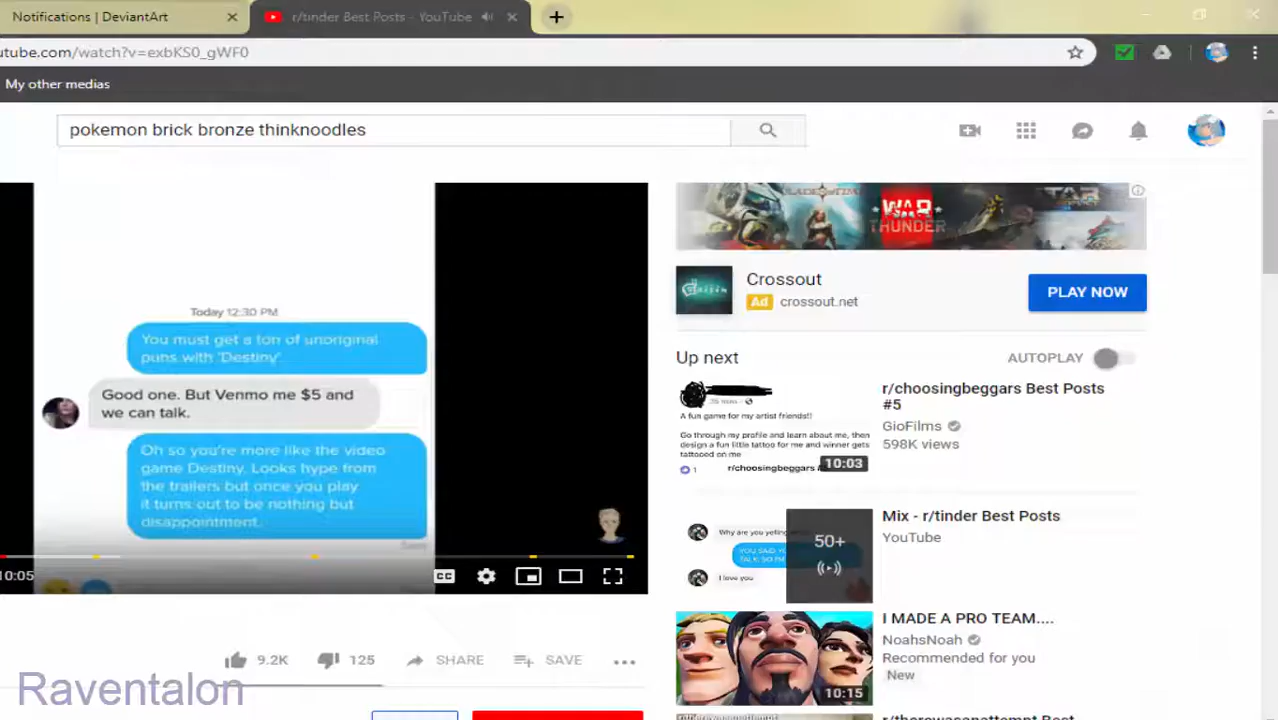 Notifications | DeviantArt
r/tinder Best Posts - YouTube
utube.com/watch?v=exbKS0_gWF0
My other medias
pokemon brick bronze thinknoodles
Today 12:30 PM
You must get a ton of unoriginal
puns with 'Destiny'.
Good one. But Venmo me $5 and
we can talk.
Oh so you're more like the video
game Destiny. Looks hype from
the trailers but once you play
it turns out to be nothing but
disappointment.
10:05
CC
9.2K
125
SHARE
SAVE
Raventalon
WAR
THUNDER
Crossout
Ad crossout.net
PLAY NOW
Up next
AUTOPLAY
A fun game for my artist friends!!
Go through my profile and learn about me, then
design a fun little tattoo for me and winner gets
tattooed on me
1
r/choosingbeggars
10:03
r/choosingbeggars Best Posts
#5
GioFilms
598K views
Why are you yelling
I love you
50+
Mix - r/tinder Best Posts
YouTube
10:15
I MADE A PRO TEAM....
NoahsNoah
Recommended for you
New